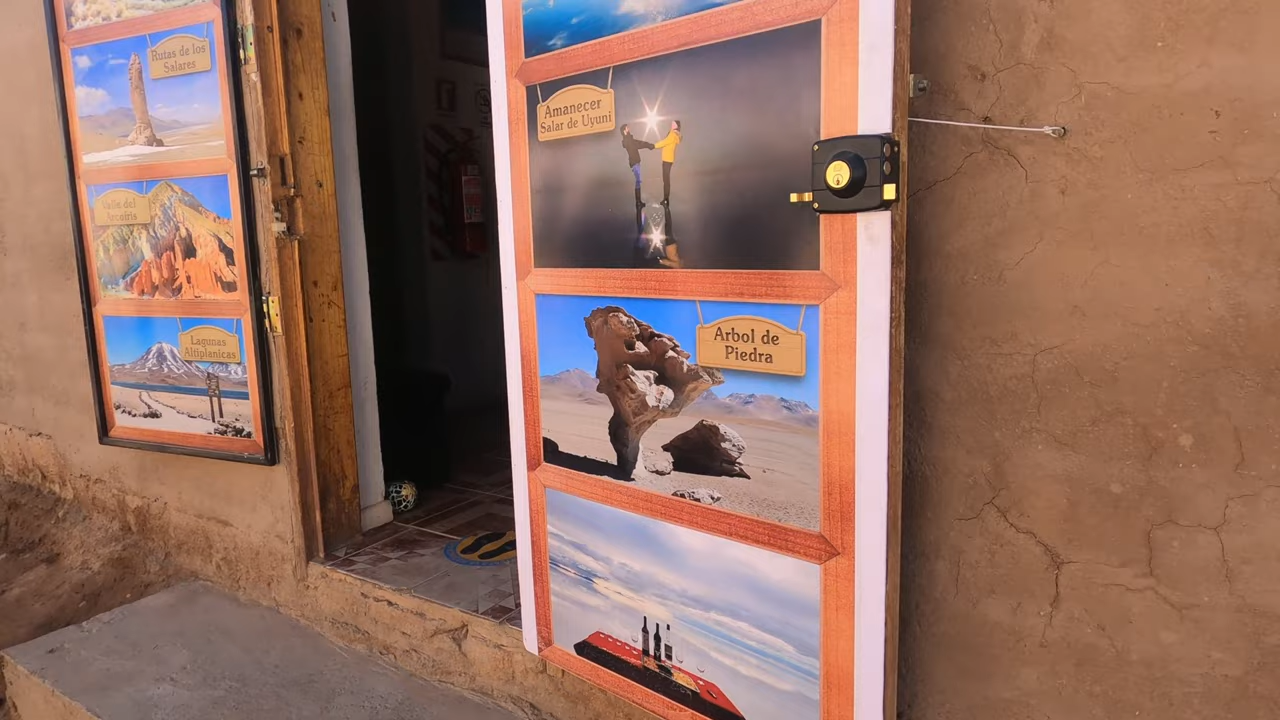 Rutas de los
Salares
Valle del
Arcoiris
Lagunas
Altiplanicas
Amanecer
Salar de Uyuni
Arbol de
Piedra